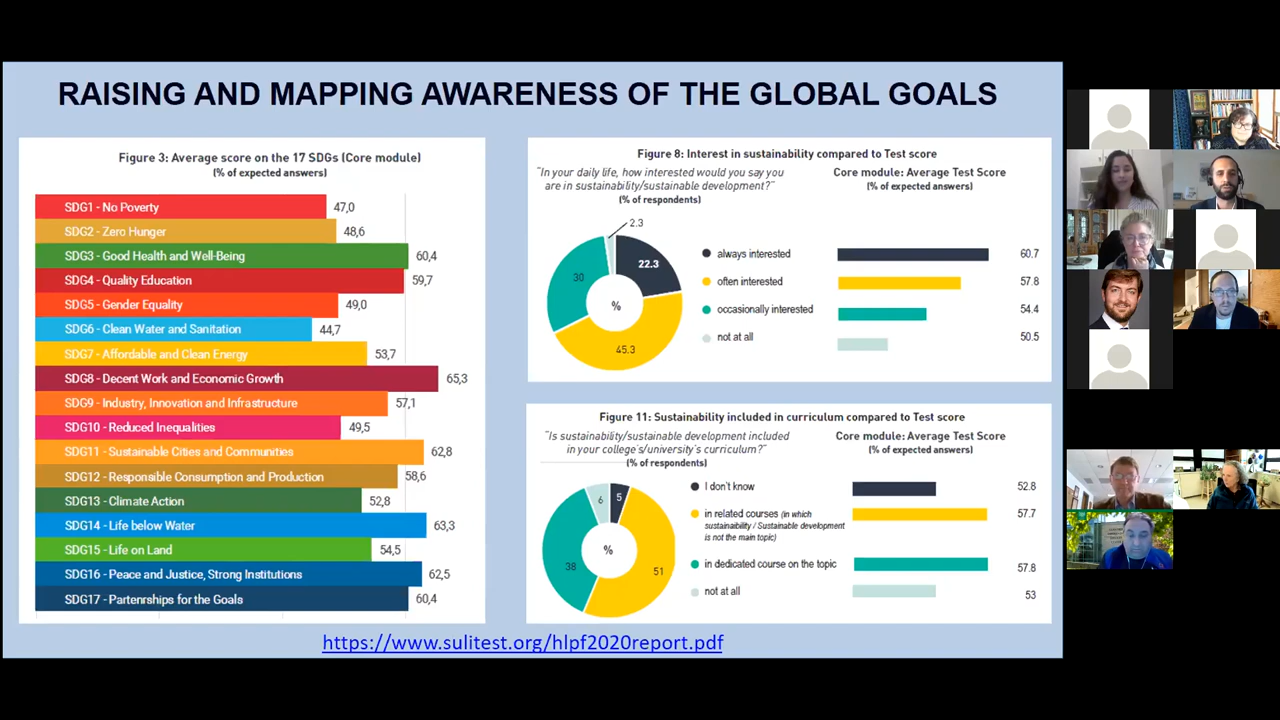 RAISING AND MAPPING AWARENESS OF THE GLOBAL GOALS
Figure 3: Average score on the 17 SDGs (Core module)
(% of expected answers)
SDG1 - No Poverty 47,0
SDG2 - Zero Hunger 48,6
SDG3 - Good Health and Well-Being 60,4
SDG4 - Quality Education 59,7
SDG5 - Gender Equality 49,0
SDG6 - Clean Water and Sanitation 44,7
SDG7 - Affordable and Clean Energy 53,7
SDG8 - Decent Work and Economic Growth 65,3
SDG9 - Industry, Innovation and Infrastructure 57,1
SDG10 - Reduced Inequalities 49,5
SDG11 - Sustainable Cities and Communities 62,8
SDG12 - Responsible Consumption and Production 58,6
SDG13 - Climate Action 52,8
SDG14 - Life below Water 63,3
SDG15 - Life on Land 54,5
SDG16 - Peace and Justice, Strong Institutions 62,5
SDG17 - Partenrships for the Goals 60,4
Figure 8: Interest in sustainability compared to Test score
"In your daily life, how interested would you say you
are in sustainability/sustainable development?"
(% of respondents)
2.3
22.3
30
%
45.3
Core module: Average Test Score
(% of expected answers)
always interested 60.7
often interested 57.8
occasionally interested 54.4
not at all 50.5
Figure 11: Sustainability included in curriculum compared to Test score
"Is sustainability/sustainable development included
in your college's/university's curriculum?"
(% of respondents)
6
5
%
38
51
Core module: Average Test Score
(% of expected answers)
I don't know 52.8
in related courses (in which 57.7
sustainaibility / Sustainable development
is not the main topic)
in dedicated course on the topic 57.8
not at all 53
https://www.sulitest.org/hlpf2020report.pdf